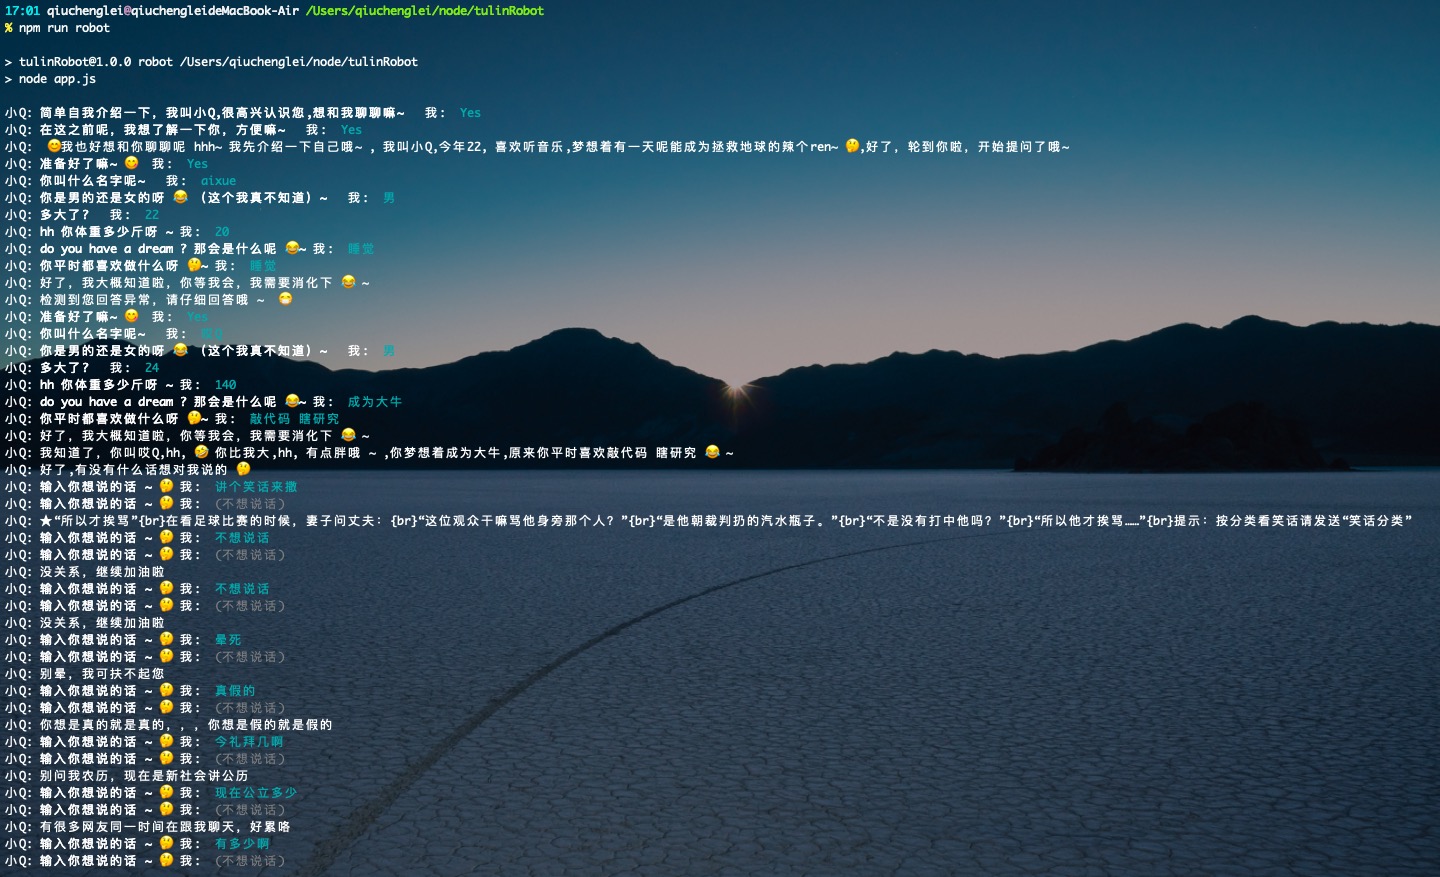 17:01 qiuchenglei@qiuchengleideMacBook-Air /Users/qiuchenglei/node/tulinRobot
% npm run robot
> tulinRobot@1.0.0 robot /Users/qiuchenglei/node/tulinRobot
> node app.js
小Q: 简单自我介绍一下, 我叫小Q,很高兴认识您,想和我聊聊嘛~ 我: Yes
小Q: 在这之前呢, 我想了解一下你, 方便嘛~ 我: Yes
小Q: 😊我也好想和你聊聊呢 hhh~ 我先介绍一下自己哦~ , 我叫小Q,今年22, 喜欢听音乐,梦想着有一天呢能成为拯救地球的辣个ren~ 🤔,好了, 轮到你啦, 开始提问了哦~
小Q: 准备好了嘛~ 😋 我: Yes
小Q: 你叫什么名字呢~ 我: aixue
小Q: 你是男的还是女的呀 😂 (这个我真不知道) ~ 我: 男
小Q: 多大了? 我: 22
小Q: hh 你体重多少斤呀 ~ 我: 20
小Q: do you have a dream ? 那会是什么呢 😂~ 我: 睡觉
小Q: 你平时都喜欢做什么呀 🤔~ 我: 睡觉
小Q: 好了, 我大概知道啦, 你等我会, 我需要消化下 😂 ~
小Q: 检测到您回答异常, 请仔细回答哦 ~ 😷
小Q: 准备好了嘛~ 😋 我: Yes
小Q: 你叫什么名字呢~ 我:
小Q: 你是男的还是女的呀 😂 (这个我真不知道) ~ 我: 男
小Q: 多大了? 我: 24
小Q: hh 你体重多少斤呀 ~ 我: 140
小Q: do you have a dream ? 那会是什么呢 😂~ 我: 成为大牛
小Q: 你平时都喜欢做什么呀 🤔~ 我: 敲代码 瞎研究
小Q: 好了, 我大概知道啦, 你等我会, 我需要消化下 😂 ~
小Q: 我知道了, 你叫哎Q,hh, 🤣 你比我大,hh, 有点胖哦 ~ ,你梦想着成为大牛,原来你平时喜欢敲代码 瞎研究 😂 ~
小Q: 好了,有没有什么话想对我说的 🤔
小Q: 输入你想说的话 ~ 🤔 我: 讲个笑话来撒
小Q: 输入你想说的话 ~ 🤔 我: (不想说话)
小Q: ★“所以才挨骂”{br}在看足球比赛的时候, 妻子问丈夫: {br}“这位观众干嘛骂他身旁那个人? ”{br}“是他朝裁判扔的汽水瓶子。”{br}“不是没有打中他吗? ”{br}“所以他才挨骂……”{br}提示: 按分类看笑话请发送“笑话分类”
小Q: 输入你想说的话 ~ 🤔 我: 不想说话
小Q: 输入你想说的话 ~ 🤔 我: (不想说话)
小Q: 没关系, 继续加油啦
小Q: 输入你想说的话 ~ 🤔 我: 不想说话
小Q: 输入你想说的话 ~ 🤔 我: (不想说话)
小Q: 没关系, 继续加油啦
小Q: 输入你想说的话 ~ 🤔 我: 晕死
小Q: 输入你想说的话 ~ 🤔 我: (不想说话)
小Q: 别晕, 我可扶不起您
小Q: 输入你想说的话 ~ 🤔 我: 真假的
小Q: 输入你想说的话 ~ 🤔 我: (不想说话)
小Q: 你想是真的就是真的, , , 你想是假的就是假的
小Q: 输入你想说的话 ~ 🤔 我: 今礼拜几啊
小Q: 输入你想说的话 ~ 🤔 我: (不想说话)
小Q: 别问我农历, 现在是新社会讲公历
小Q: 输入你想说的话 ~ 🤔 我: 现在公立多少
小Q: 输入你想说的话 ~ 🤔 我: (不想说话)
小Q: 有很多网友同一时间在跟我聊天, 好累咯
小Q: 输入你想说的话 ~ 🤔 我: 有多少啊
小Q: 输入你想说的话 ~ 🤔 我: (不想说话)